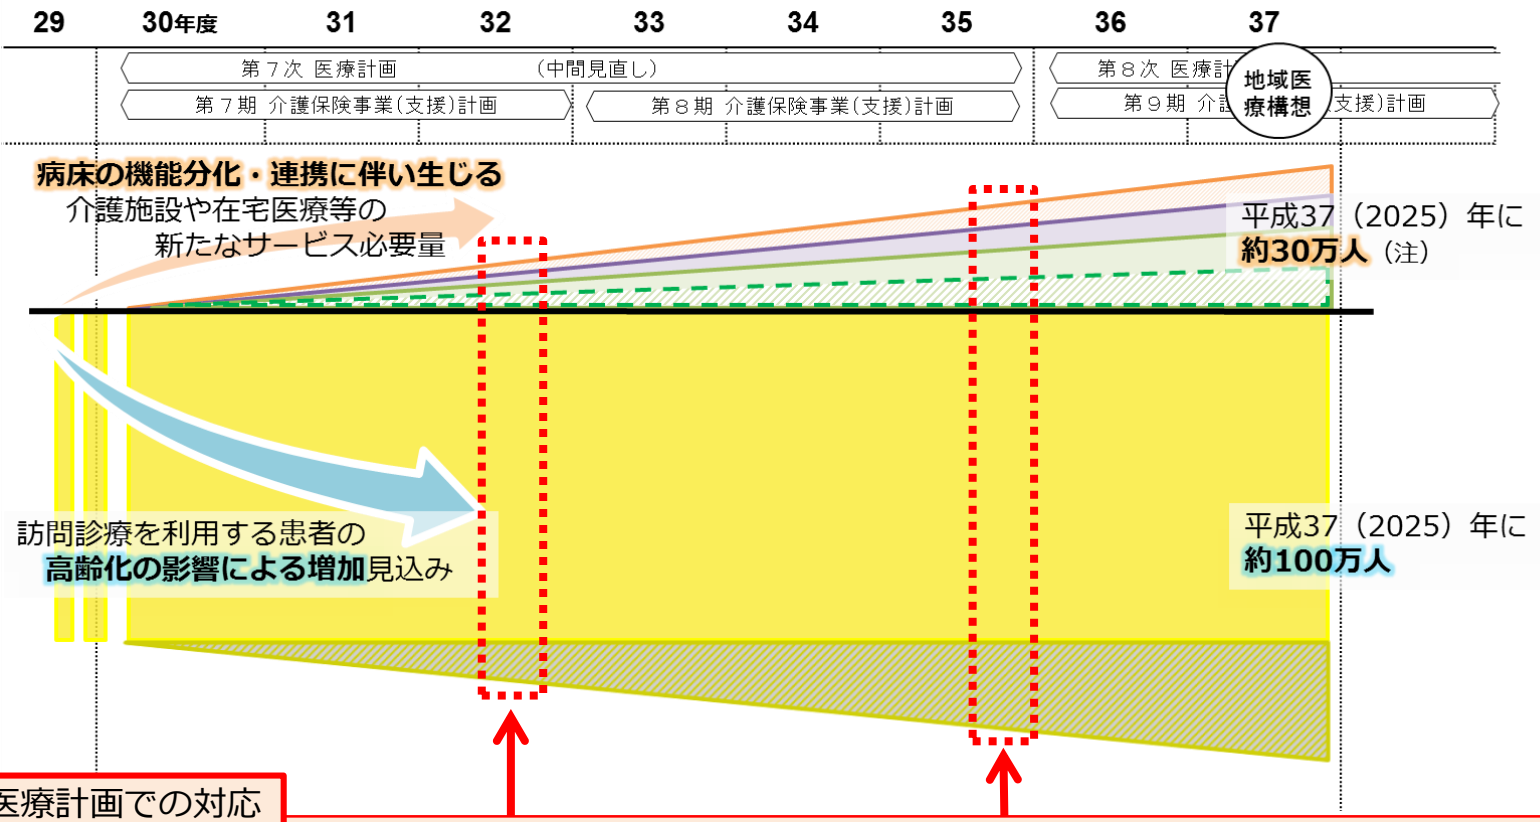 29 30年度 31 32 33 34 35 36 37
第７次 医療計画 (中間見直し) 第８次 医療計
第７期 介護保険事業(支援)計画 第８期 介護保険事業(支援)計画 第９期 介護 支援)計画
地域医
療構想
病床の機能分化・連携に伴い生じる
介護施設や在宅医療等の
新たなサービス必要量
平成37（2025）年に
約30万人（注）
訪問診療を利用する患者の
高齢化の影響による増加見込み
平成37（2025）年に
約100万人
医療計画での対応